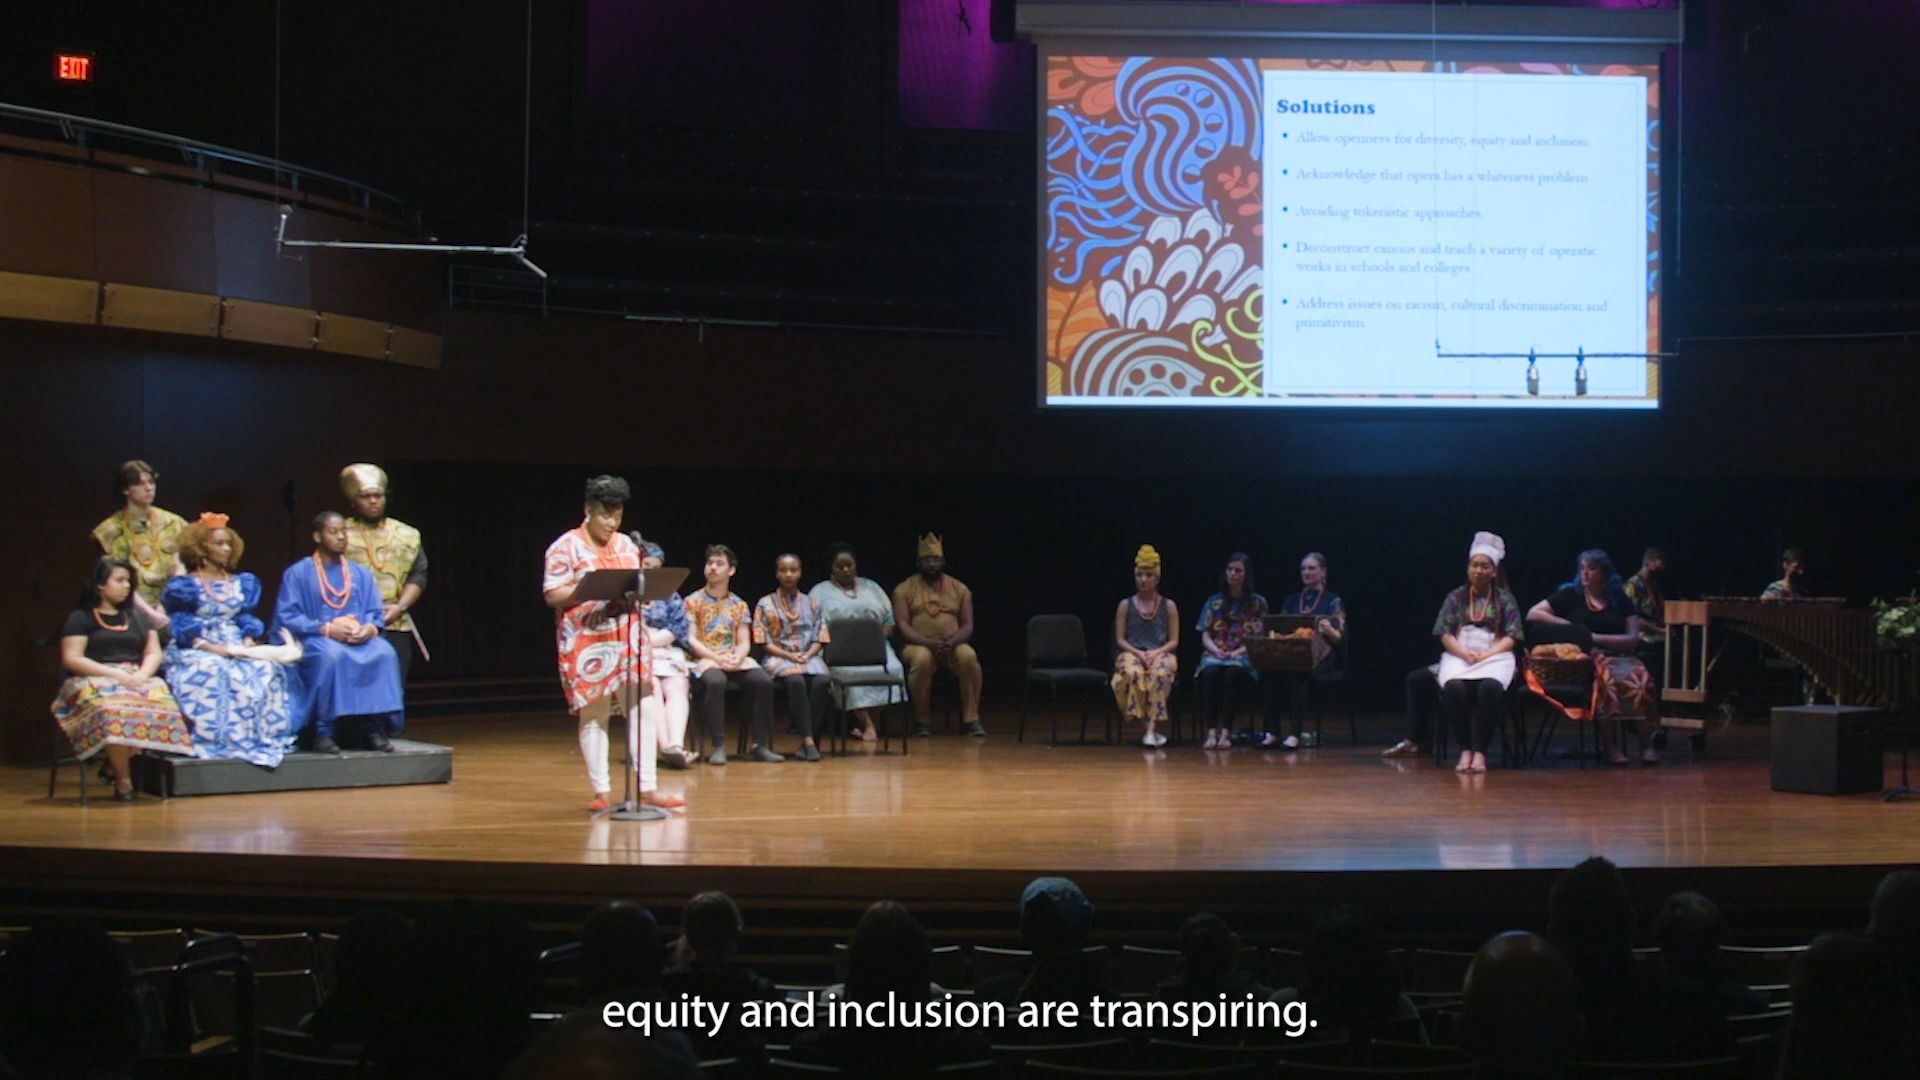 EXIT
Solutions
Allow openness for diversity, equity and inclusion.
Acknowledge that opera has a whiteness problem
Avoiding tokenistic approaches.
Deconstruct canons and teach a variety of operatic
works in schools and colleges
Address issues on racism, cultural discrimination and
primitivism.
equity and inclusion are transpiring.